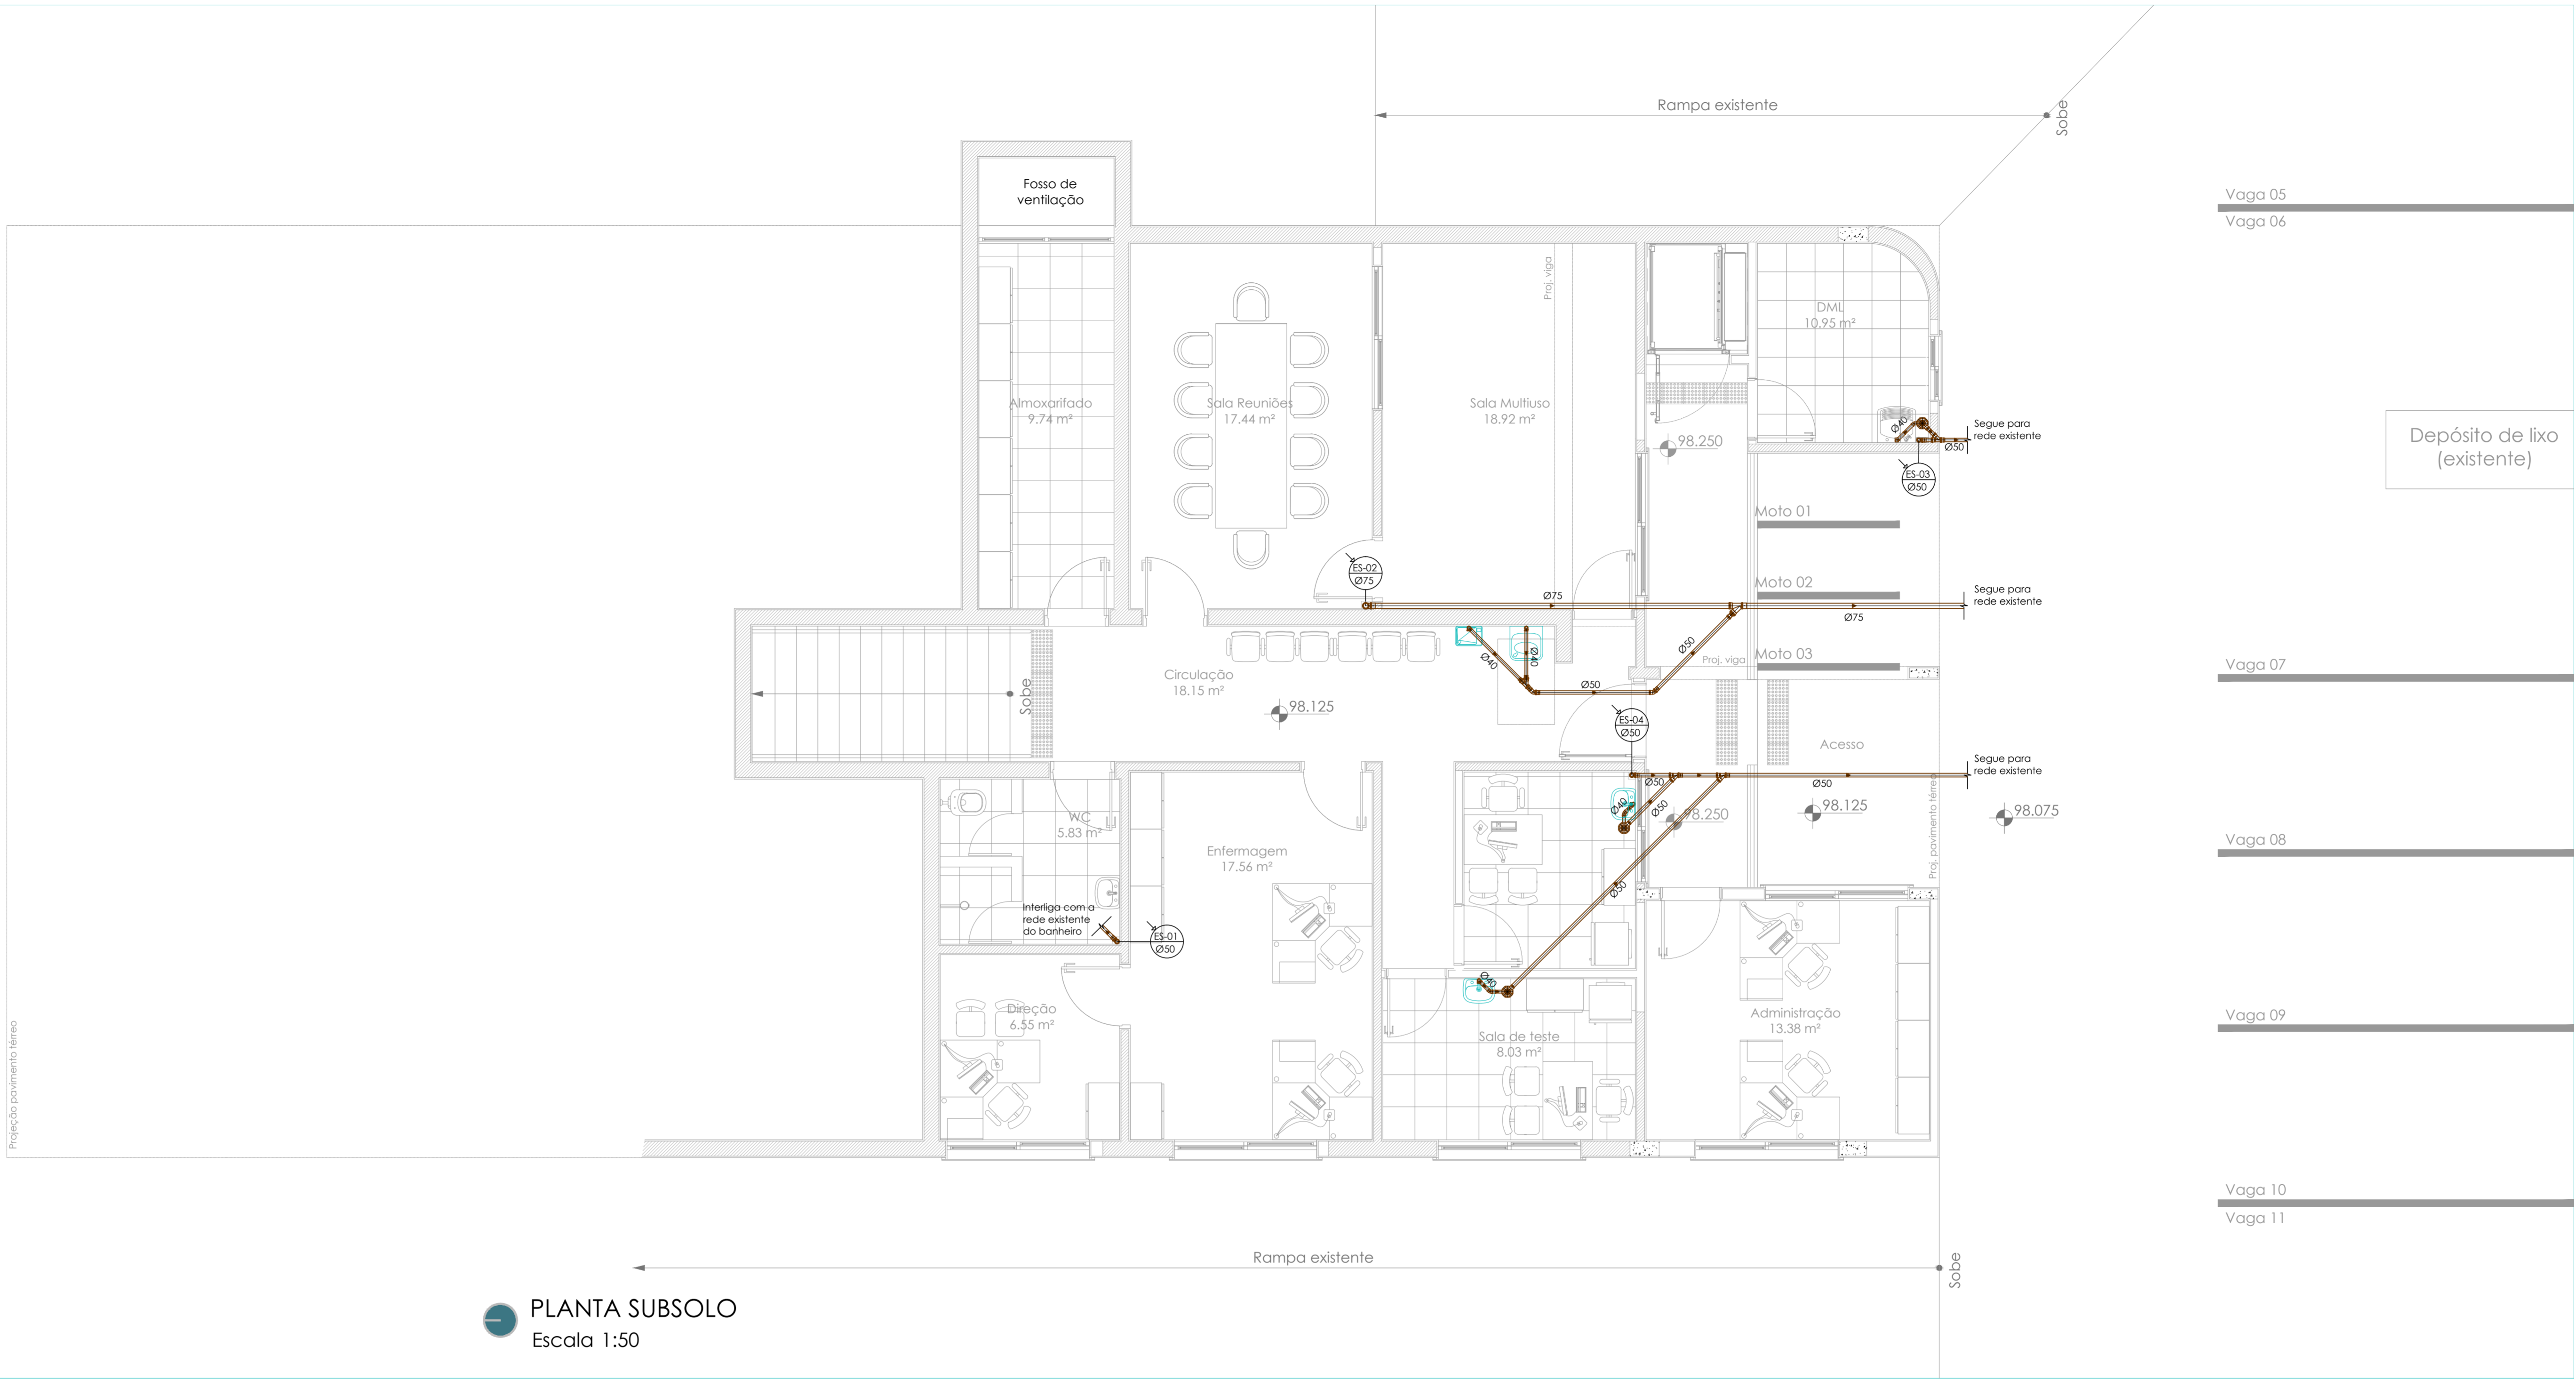 Rampa existente
Sobe
Fosso de
ventilação
Vaga 05
Vaga 06
Proj. viga
DML
10.95 m²
Almoxarifado
9.74 m²
Sala Reuniões
17.44 m²
Sala Multiuso
18.92 m²
98.250
Ø40
Ø50
Segue para
rede existente
ES-03
Ø50
Depósito de lixo
(existente)
Moto 01
Moto 02
Moto 03
ES-02
Ø75
Ø75
Ø75
Segue para
rede existente
Ø40
Ø40
Ø50
Ø50
Proj. viga
Vaga 07
Circulação
18.15 m²
Sobe
98.125
ES-04
Ø50
Acesso
Segue para
rede existente
Ø50
Ø50
Ø40
Ø50
98.250
98.125
98.075
Proj. pavimento térreo
WC
5.83 m²
Vaga 08
Enfermagem
17.56 m²
Ø50
Interliga com a
rede existente
do banheiro
ES-01
Ø50
Ø40
Direção
6.55 m²
Sala de teste
8.03 m²
Administração
13.38 m²
Vaga 09
Projeção pavimento térreo
Vaga 10
Vaga 11
Rampa existente
Sobe
PLANTA SUBSOLO
Escala 1:50